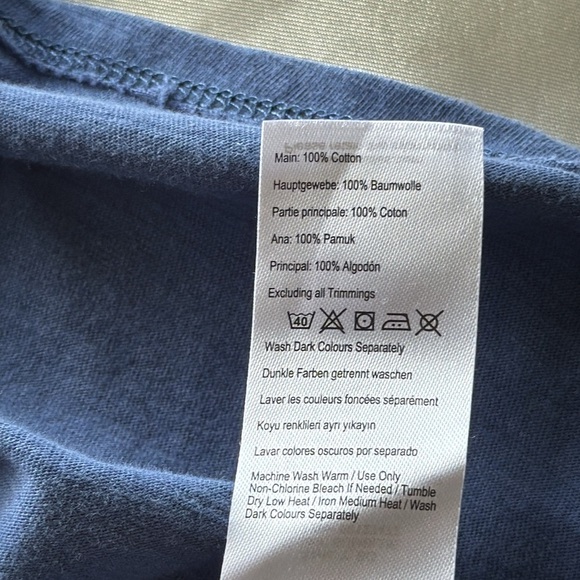 Main: 100% Cotton
Hauptgewebe: 100% Baumwolle
Partie principale: 100% Coton
Ana: 100% Pamuk
Principal: 100% Algodón
Excluding all Trimmings
40
Wash Dark Colours Separately
Dunkle Farben getrennt waschen
Laver les couleurs foncées séparément
Koyu renklileri ayrı yıkayın
Lavar colores oscuros por separado
Machine Wash Warm / Use Only
Non-Chlorine Bleach If Needed / Tumble
Dry Low Heat / Iron Medium Heat / Wash
Dark Colours Separately